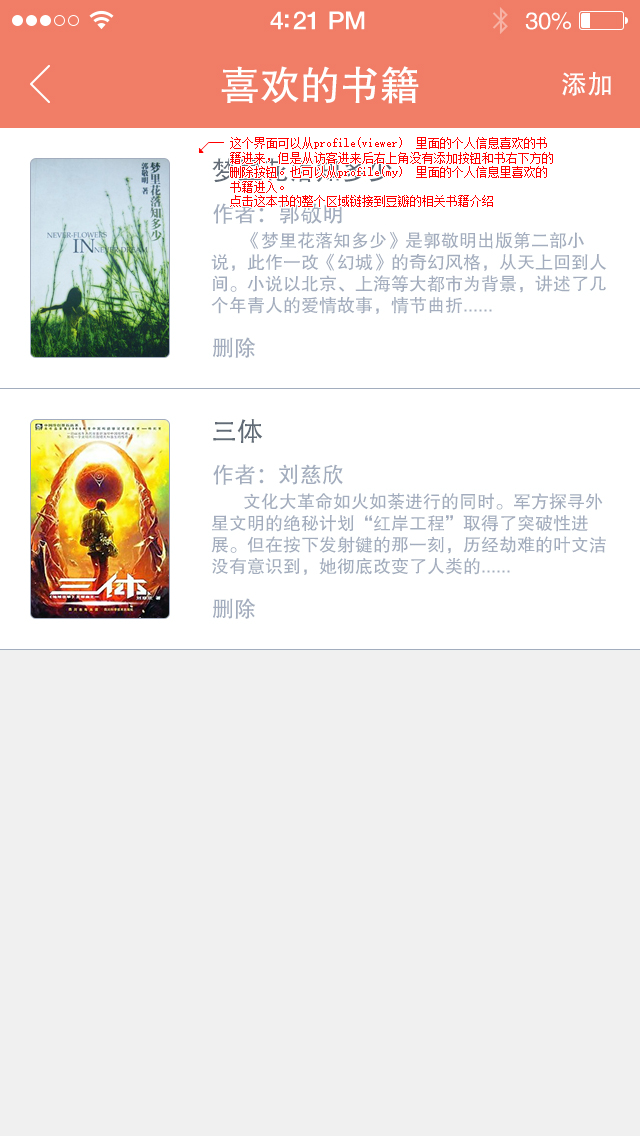 4:21 PM
30%
喜欢的书籍
添加
这个界面可以从profile(viewer) 里面的个人信息喜欢的书
籍进来，但是从访客进来后右上角没有添加按钮和书右下方的
删除按钮。也可以从profile(my) 里面的个人信息里喜欢的
书籍进入。
点击这本书的整个区域链接到豆瓣的相关书籍介绍
梦里花落知多少
郭敬明 著
NEVER-FLOWERS
IN NEVER-DREAM
梦里花落知多少
作者：郭敬明
《梦里花落知多少》是郭敬明出版第二部小
说，此作一改《幻城》的奇幻风格，从天上回到人
间。小说以北京、上海等大都市为背景，讲述了几
个年青人的爱情故事，情节曲折......
删除
三体
三体
作者：刘慈欣
文化大革命如火如荼进行的同时。军方探寻外
星文明的绝秘计划“红岸工程”取得了突破性进
展。但在按下发射键的那一刻，历经劫难的叶文洁
没有意识到，她彻底改变了人类的......
删除